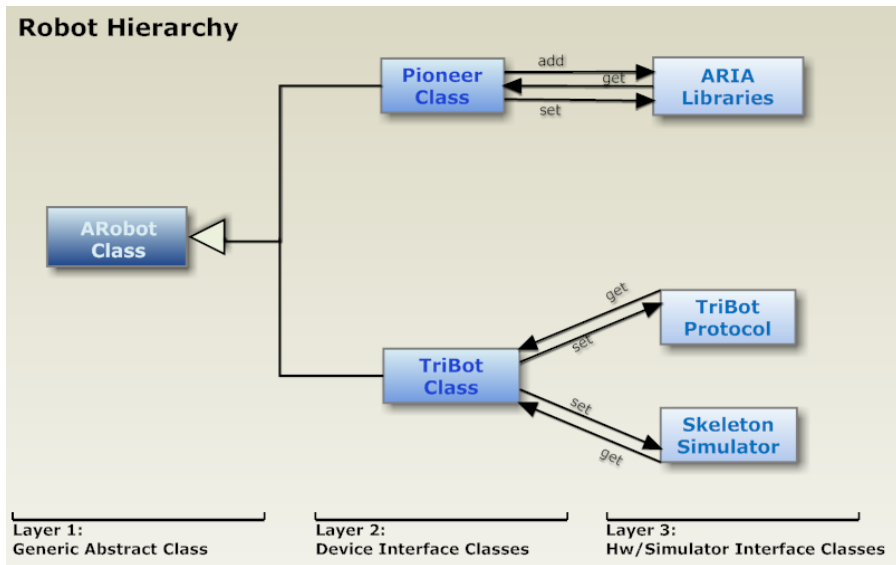 Robot Hierarchy
Pioneer
Class
add
get
set
ARIA
Libraries
ARobot
Class
TriBot
Class
get
set
set
get
TriBot
Protocol
Skeleton
Simulator
Layer 1:
Generic Abstract Class
Layer 2:
Device Interface Classes
Layer 3:
Hw/Simulator Interface Classes